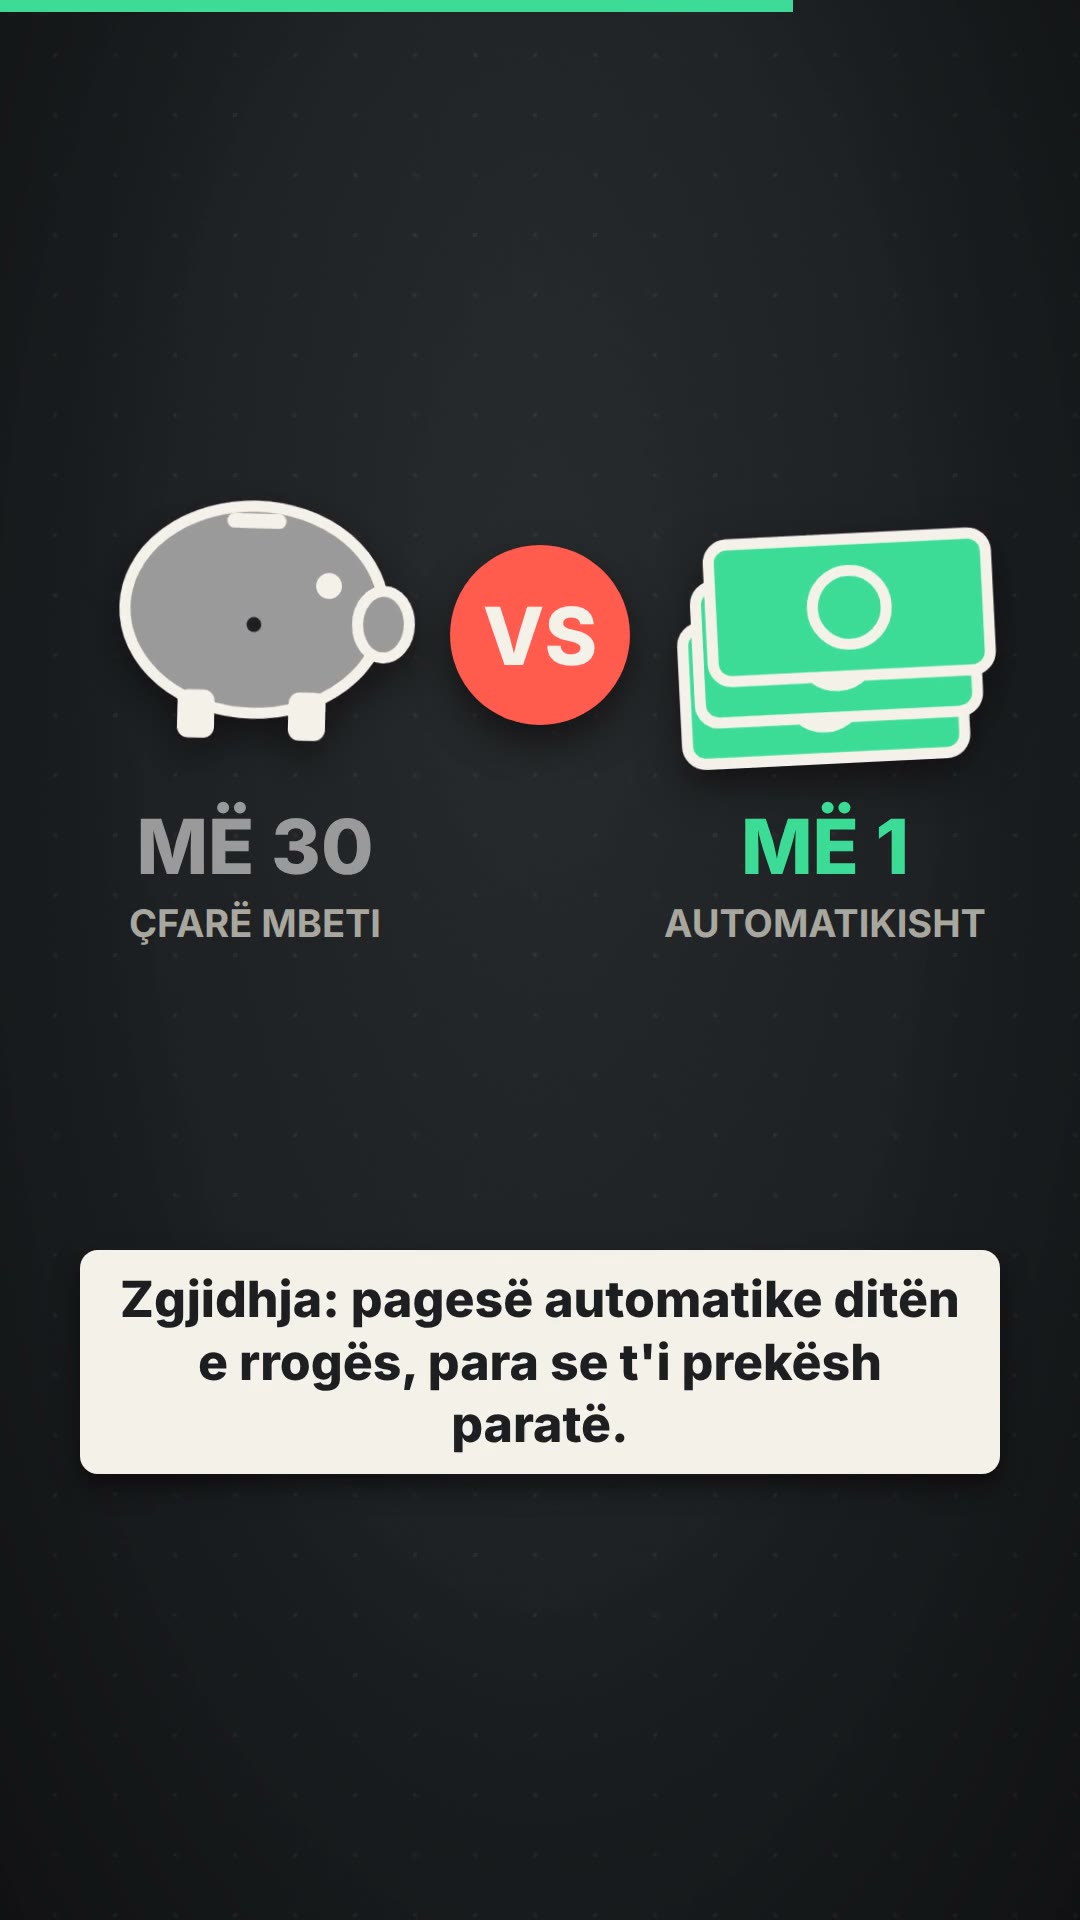 VS
MË 30
ÇFARË MBETI
MË 1
AUTOMATIKISHT
Zgjidhja: pagesë automatike ditën
e rrogës, para se t'i prekësh
paratë.